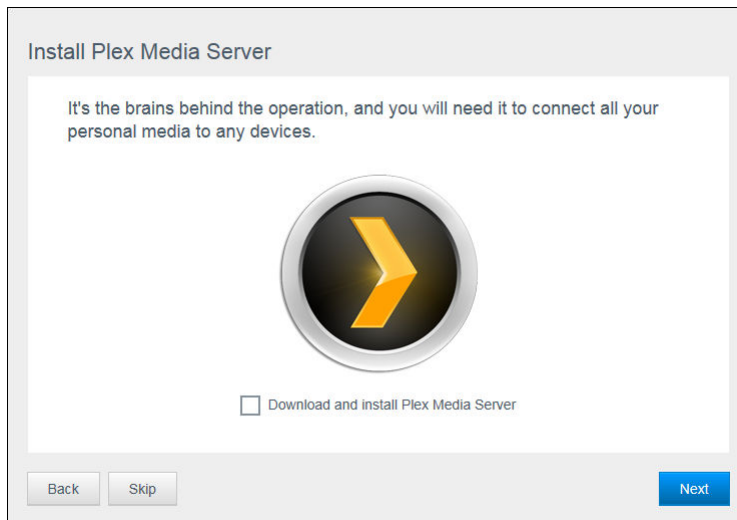 Install Plex Media Server
It's the brains behind the operation, and you will need it to connect all your
personal media to any devices.
Download and install Plex Media Server
Back
Skip
Next